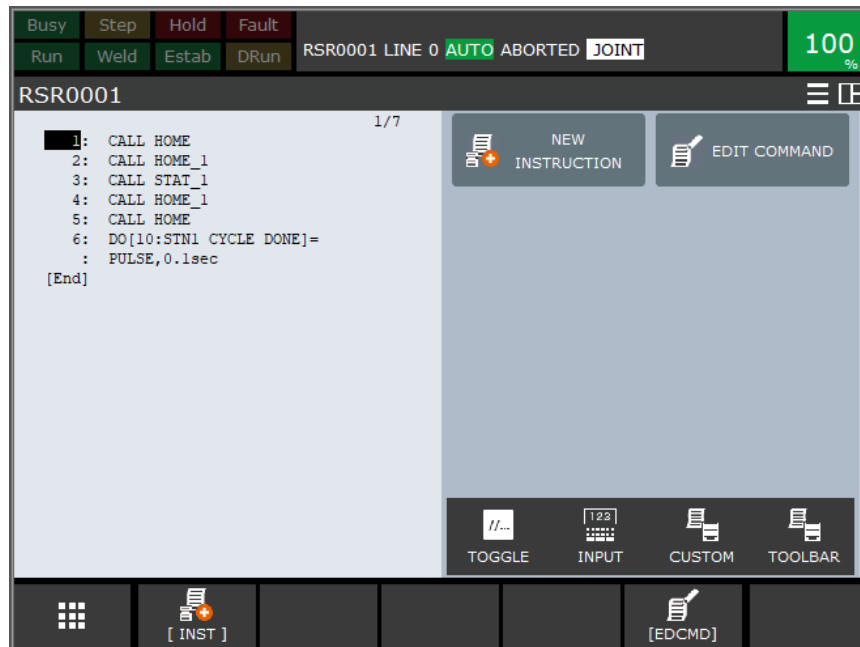 Busy Step Hold Fault
Run Weld Estab DRun
RSR0001 LINE 0 AUTO ABORTED JOINT
100
%
RSR0001
1/7
1: CALL HOME
2: CALL HOME_1
3: CALL STAT_1
4: CALL HOME_1
5: CALL HOME
6: DO[10:STN1 CYCLE DONE]=
: PULSE,0.1sec
[End]
NEW
INSTRUCTION
EDIT COMMAND
//...
123
TOGGLE INPUT CUSTOM TOOLBAR
[ INST ]
[EDCMD]